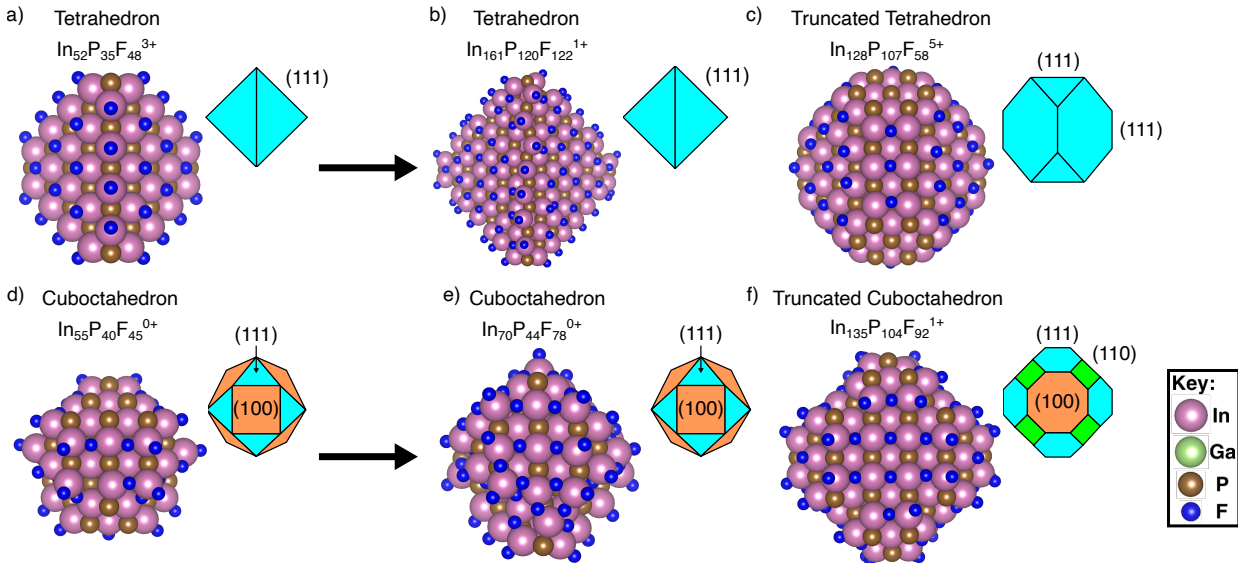 a) Tetrahedron
In52P35F48 3+
(111)
b) Tetrahedron
In161P120F122 1+
(111)
c) Truncated Tetrahedron
In128P107F58 5+
(111)
(111)
d) Cuboctahedron
In55P40F45 0+
(111)
(100)
e) Cuboctahedron
In70P44F78 0+
(111)
(100)
f) Truncated Cuboctahedron
In135P104F92 1+
(111)
(110)
(100)
Key:
In
Ga
P
F